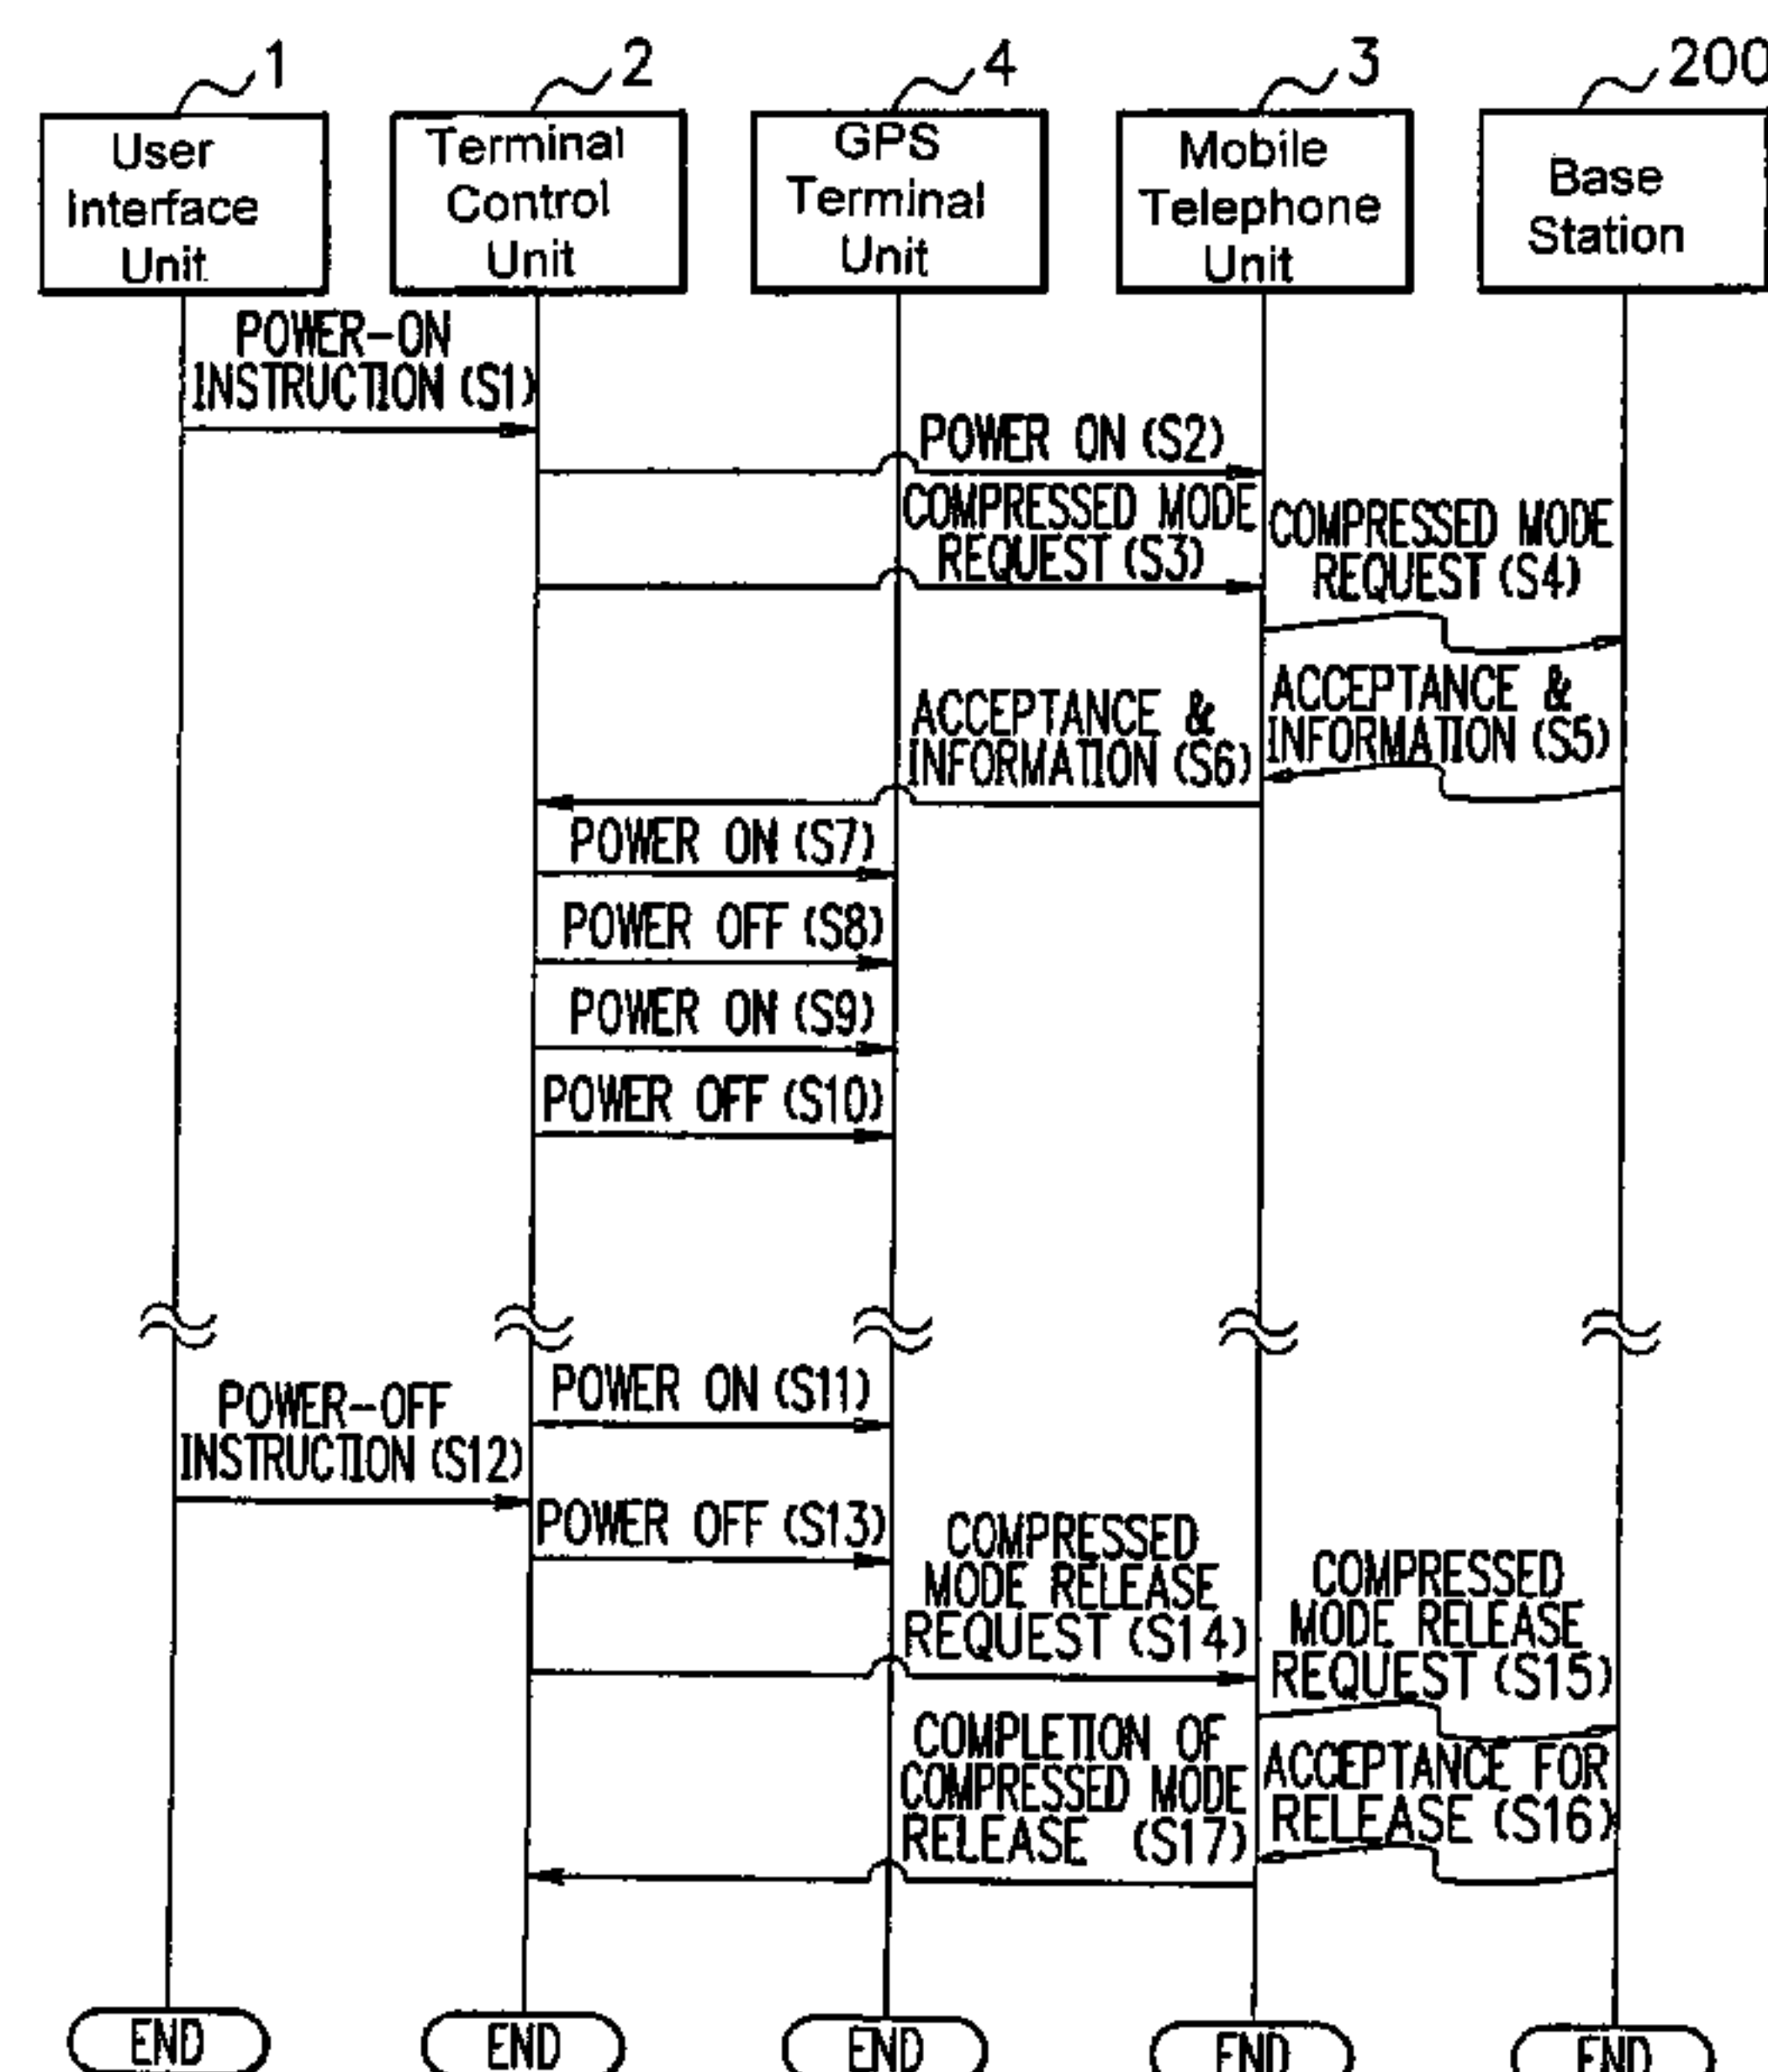 1
2
4
3
200
User
Interface
Unit
Terminal
Control
Unit
GPS
Terminal
Unit
Mobile
Telephone
Unit
Base
Station
POWER-ON
INSTRUCTION (S1)
POWER ON (S2)
COMPRESSED MODE
REQUEST (S3)
COMPRESSED MODE
REQUEST (S4)
ACCEPTANCE &
INFORMATION (S5)
ACCEPTANCE &
INFORMATION (S6)
POWER ON (S7)
POWER OFF (S8)
POWER ON (S9)
POWER OFF (S10)
POWER ON (S11)
POWER-OFF
INSTRUCTION (S12)
POWER OFF (S13)
COMPRESSED
MODE RELEASE
REQUEST (S14)
COMPRESSED
MODE RELEASE
REQUEST (S15)
ACCEPTANCE FOR
RELEASE (S16)
COMPLETION OF
COMPRESSED MODE
RELEASE (S17)
END
END
END
END
END